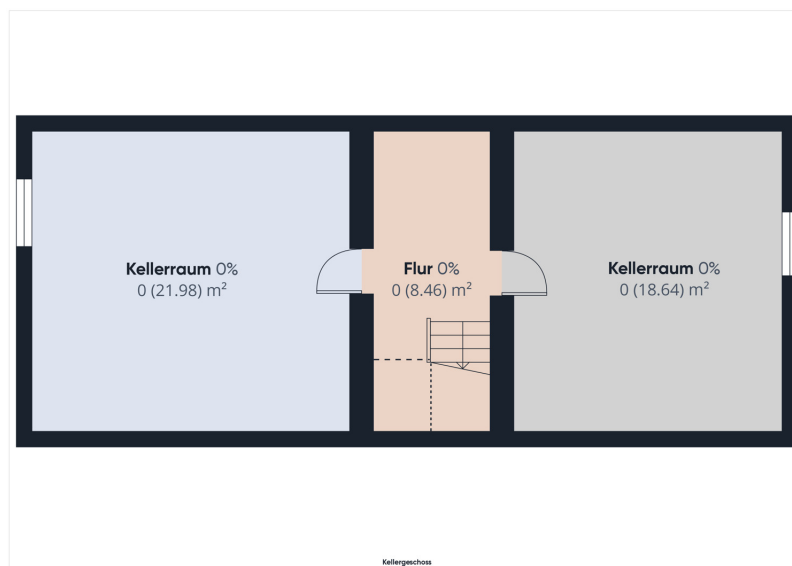 Kellerraum 0%
0 (21.98) m²
Flur 0%
0 (8.46) m²
Kellerraum 0%
0 (18.64) m²
Kellergeschoss